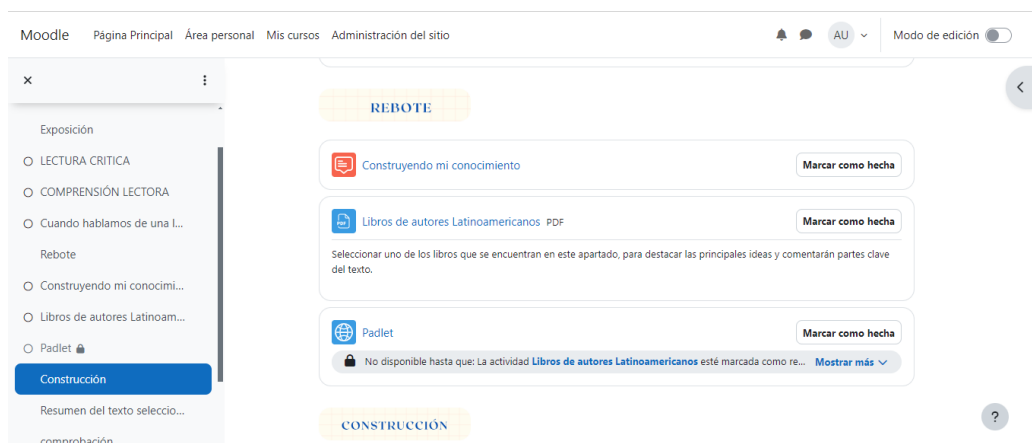 Moodle Página Principal Área personal Mis cursos Administración del sitio AU Modo de edición
Exposición
LECTURA CRITICA
COMPRENSIÓN LECTORA
Cuando hablamos de una l...
Rebote
Construyendo mi conocimi...
Libros de autores Latinoam...
Padlet
Construcción
Resumen del texto seleccio...
comprobación
REBOTE
Construyendo mi conocimiento Marcar como hecha
Libros de autores Latinoamericanos PDF Marcar como hecha
Seleccionar uno de los libros que se encuentran en este apartado, para destacar las principales ideas y comentarán partes clave
del texto.
Padlet Marcar como hecha
No disponible hasta que: La actividad Libros de autores Latinoamericanos esté marcada como re... Mostrar más
CONSTRUCCIÓN
?